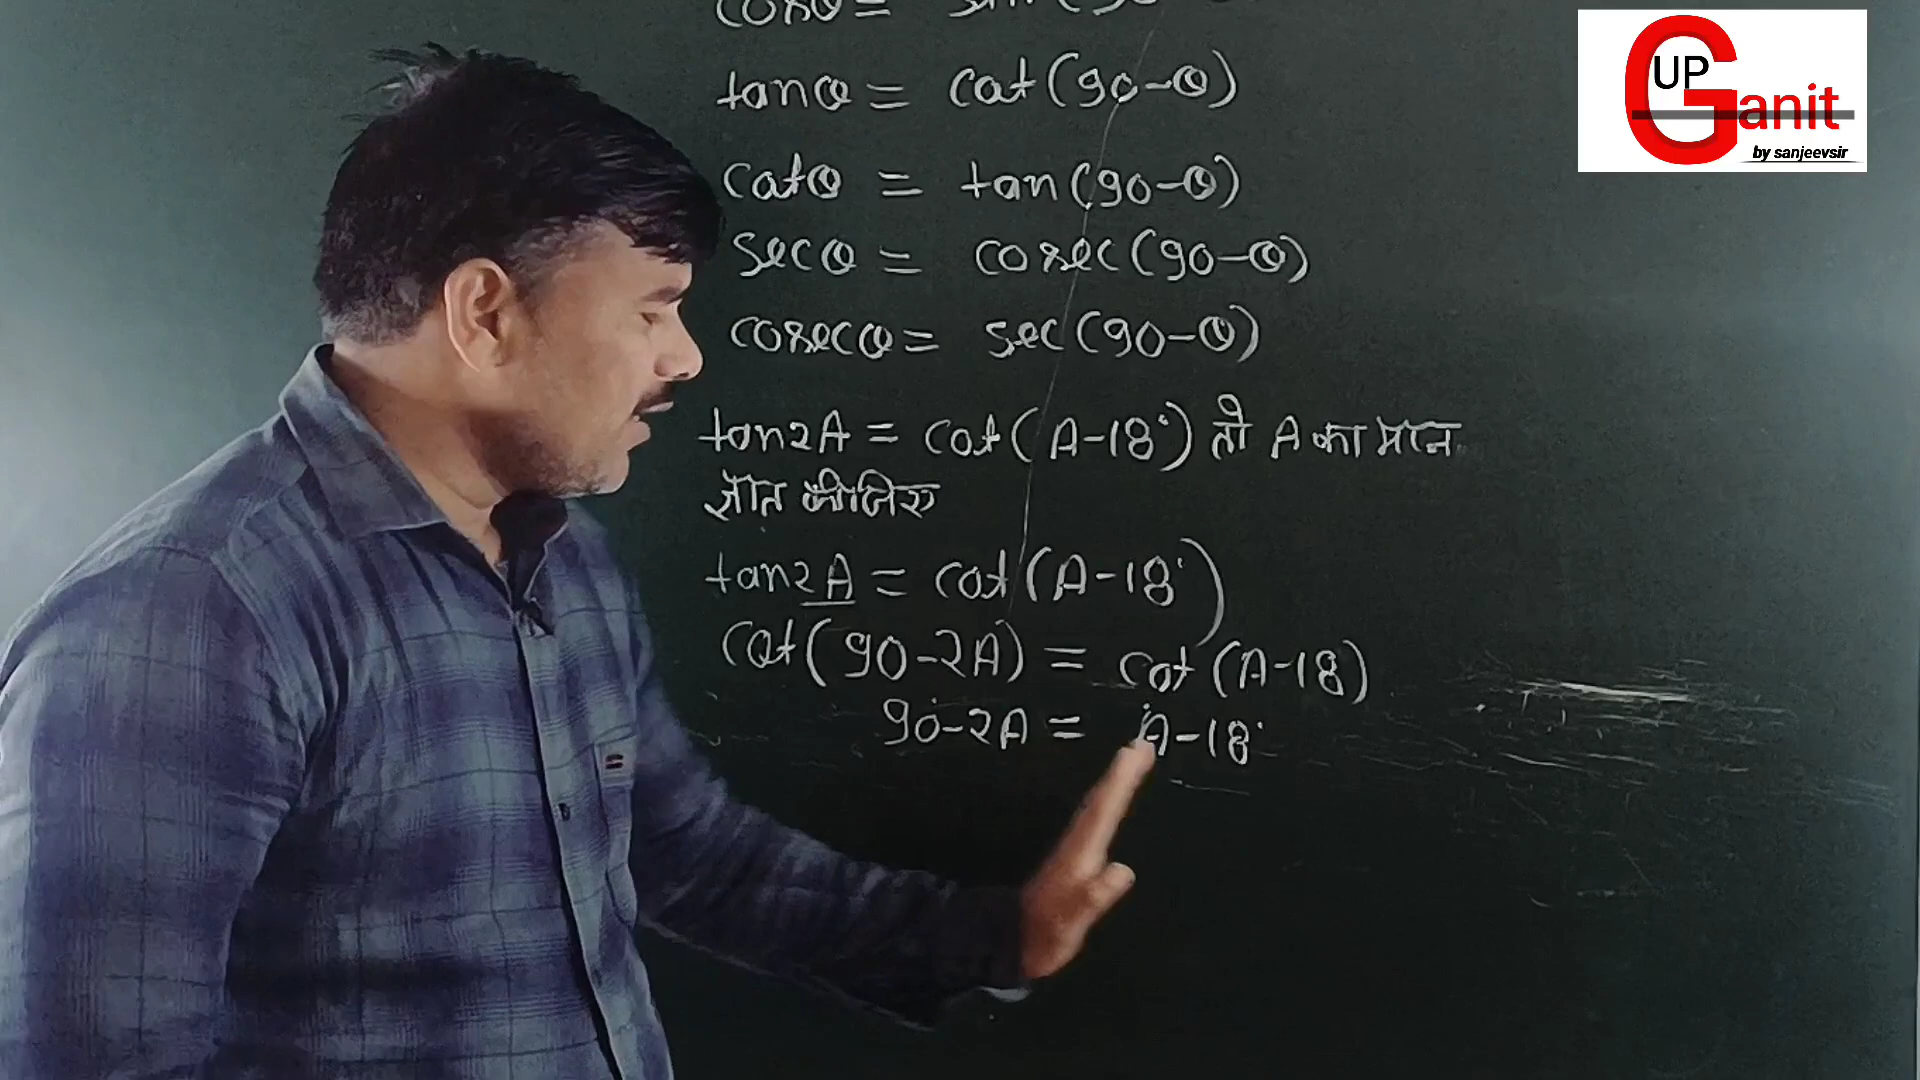 tanθ = cot(90-θ)
cotθ = tan(90-θ)
secθ = cosec(90-θ)
cosecθ = sec(90-θ)
tan2A = cot(A-18°) तो A का मान
ज्ञात कीजिए
tan2A = cot(A-18°)
cot(90-2A) = cot(A-18)
90°-2A = A-18°
UP
Ganit
by sanjeevsir